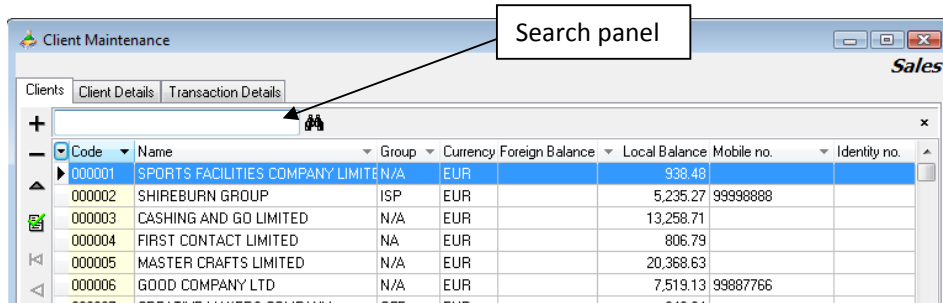 Search panel
Client Maintenance
Sales
Clients Client Details Transaction Details
Code Name Group Currency Foreign Balance Local Balance Mobile no. Identity no.
000001 SPORTS FACILITIES COMPANY LIMITE N/A EUR 938.48
000002 SHIREBURN GROUP ISP EUR 5,235.27 99998888
000003 CASHING AND GO LIMITED N/A EUR 13,258.71
000004 FIRST CONTACT LIMITED NA EUR 806.79
000005 MASTER CRAFTS LIMITED N/A EUR 20,368.63
000006 GOOD COMPANY LTD N/A EUR 7,519.13 99887766